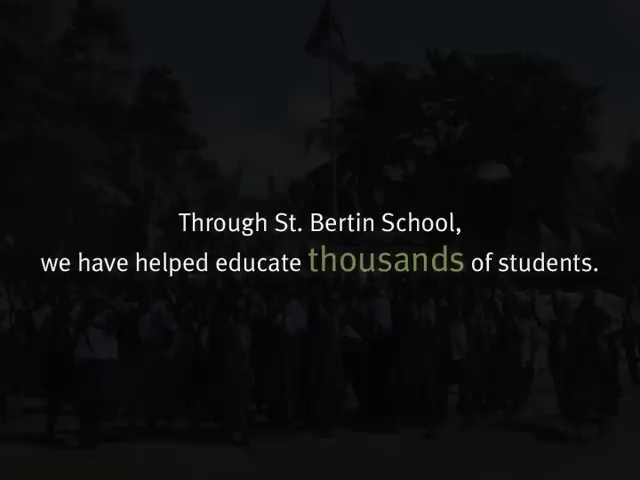 Through St. Bertin School,
we have helped educate thousands of students.